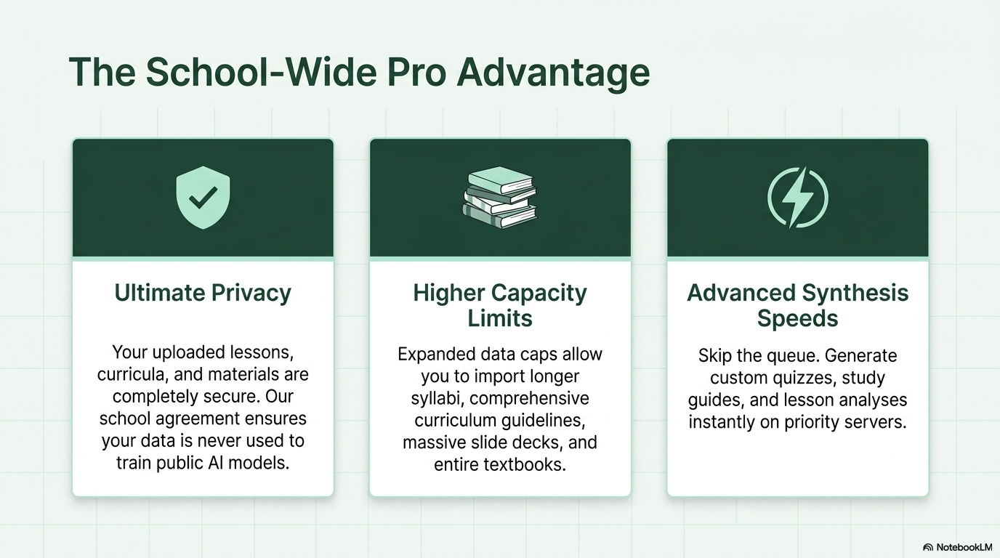 The School-Wide Pro Advantage
Ultimate Privacy
Your uploaded lessons,
curricula, and materials are
completely secure. Our
school agreement ensures
your data is never used to
train public AI models.
Higher Capacity
Limits
Expanded data caps allow
you to import longer
syllabi, comprehensive
curriculum guidelines,
massive slide decks, and
entire textbooks.
Advanced Synthesis
Speeds
Skip the queue. Generate
custom quizzes, study
guides, and lesson analyses
instantly on priority servers.
NotebookLM